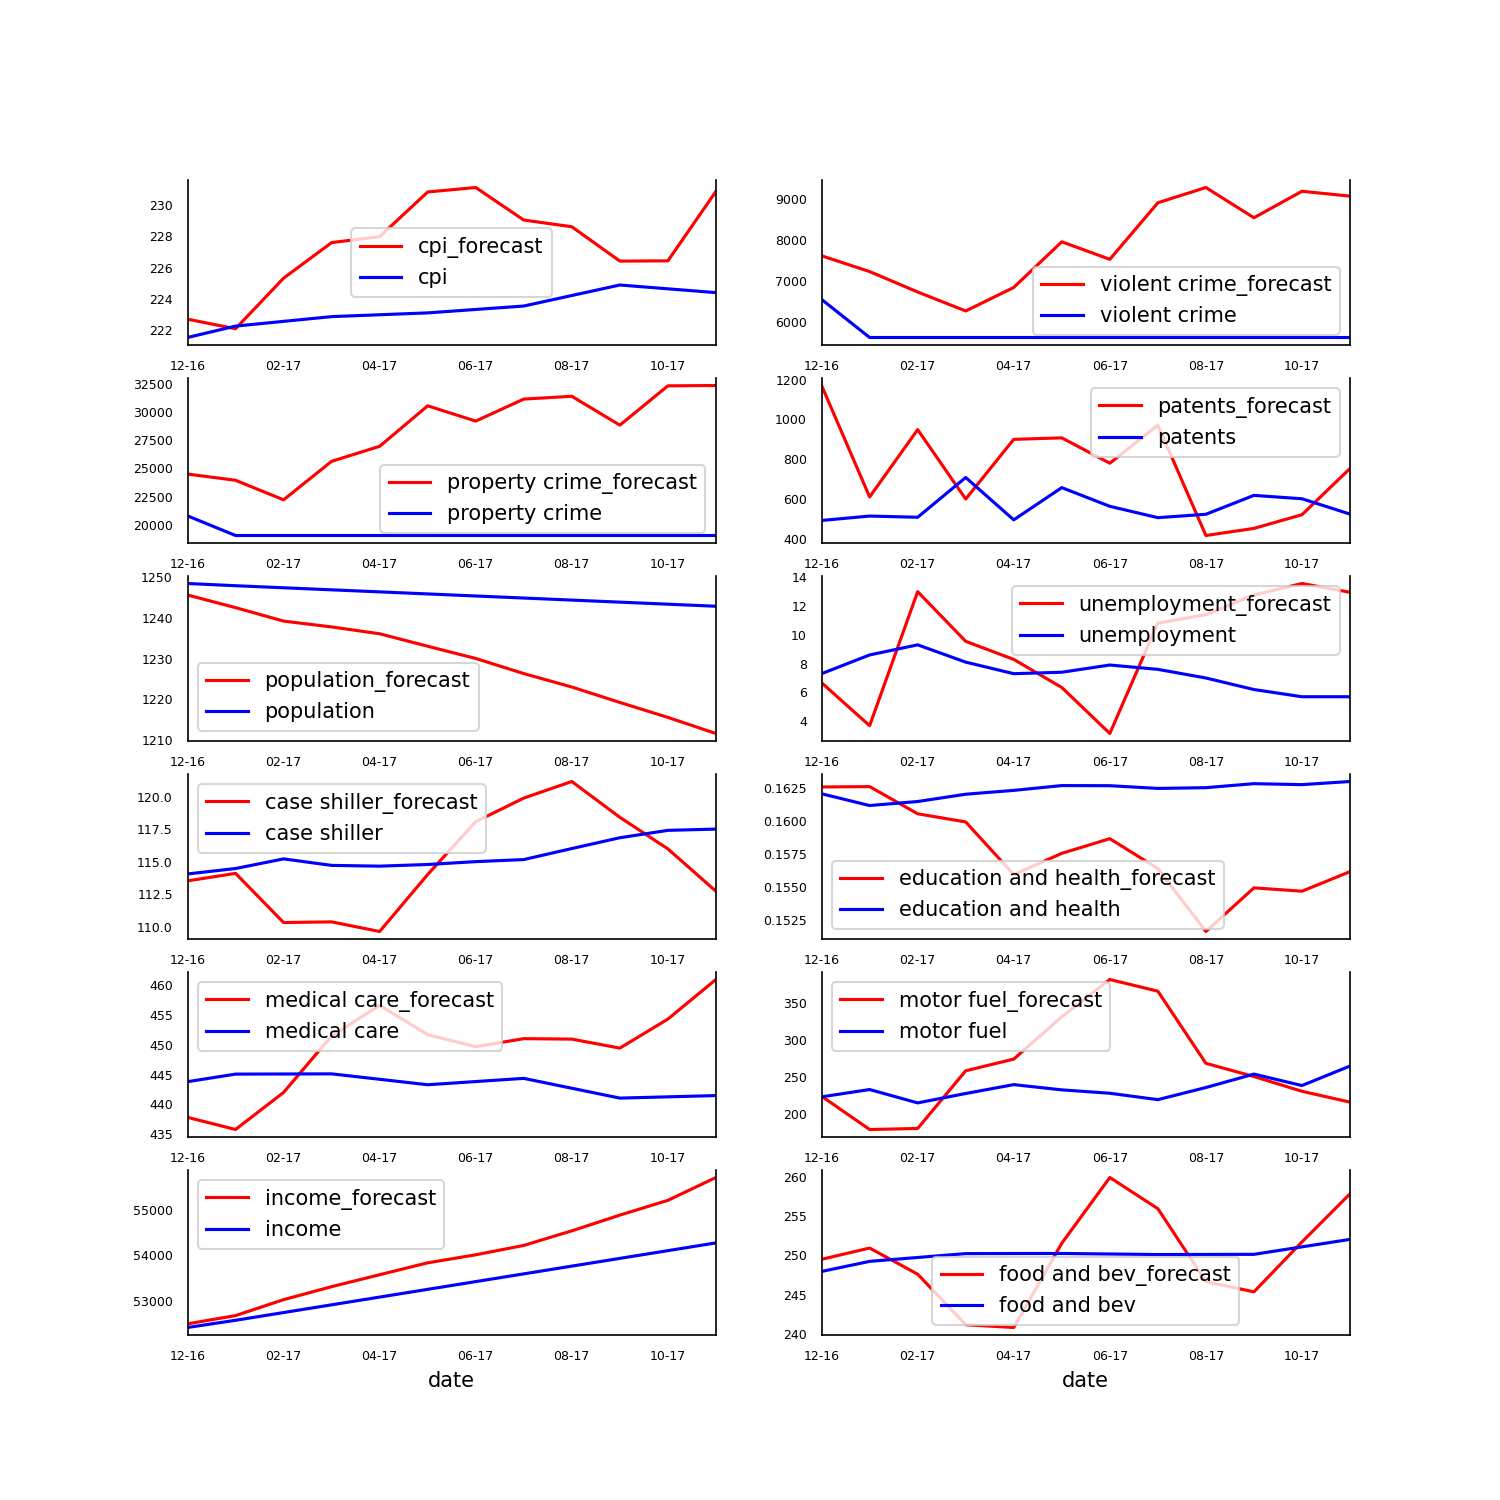 230
228
226
224
222
cpi_forecast
cpi
12-16 02-17 04-17 06-17 08-17 10-17
9000
8000
7000
6000
violent crime_forecast
violent crime
12-16 02-17 04-17 06-17 08-17 10-17
32500
30000
27500
25000
22500
20000
property crime_forecast
property crime
12-16 02-17 04-17 06-17 08-17 10-17
1200
1000
800
600
400
patents_forecast
patents
12-16 02-17 04-17 06-17 08-17 10-17
1250
1240
1230
1220
1210
population_forecast
population
12-16 02-17 04-17 06-17 08-17 10-17
14
12
10
8
6
4
unemployment_forecast
unemployment
12-16 02-17 04-17 06-17 08-17 10-17
120.0
117.5
115.0
112.5
110.0
case shiller_forecast
case shiller
12-16 02-17 04-17 06-17 08-17 10-17
0.1625
0.1600
0.1575
0.1550
0.1525
education and health_forecast
education and health
12-16 02-17 04-17 06-17 08-17 10-17
460
455
450
445
440
435
medical care_forecast
medical care
12-16 02-17 04-17 06-17 08-17 10-17
350
300
250
200
motor fuel_forecast
motor fuel
12-16 02-17 04-17 06-17 08-17 10-17
55000
54000
53000
income_forecast
income
12-16 02-17 04-17 06-17 08-17 10-17
date
260
255
250
245
240
food and bev_forecast
food and bev
12-16 02-17 04-17 06-17 08-17 10-17
date